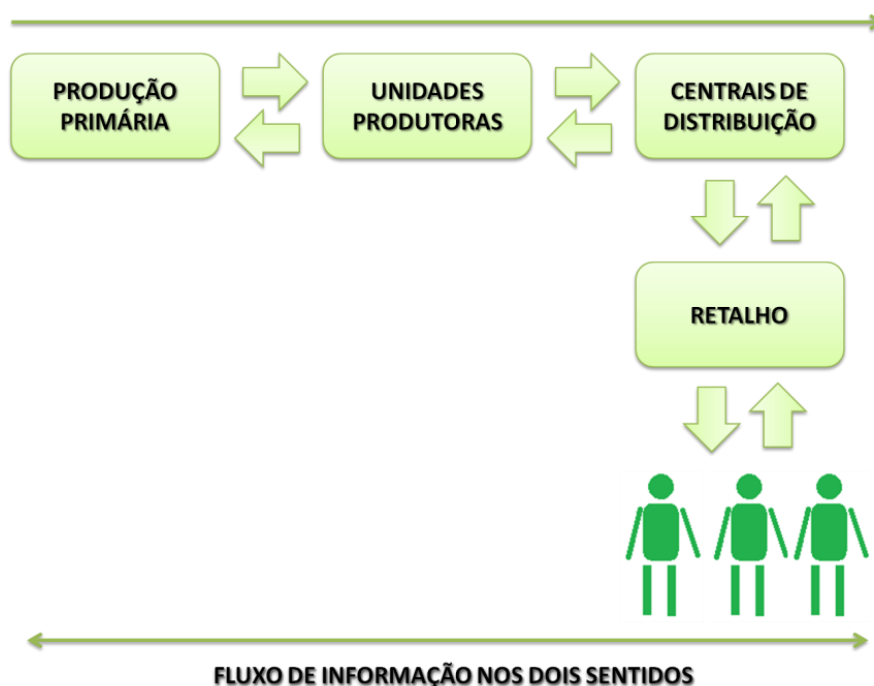 PRODUÇÃO
PRIMÁRIA
UNIDADES
PRODUTORAS
CENTRAIS DE
DISTRIBUIÇÃO
RETALHO
FLUXO DE INFORMAÇÃO NOS DOIS SENTIDOS